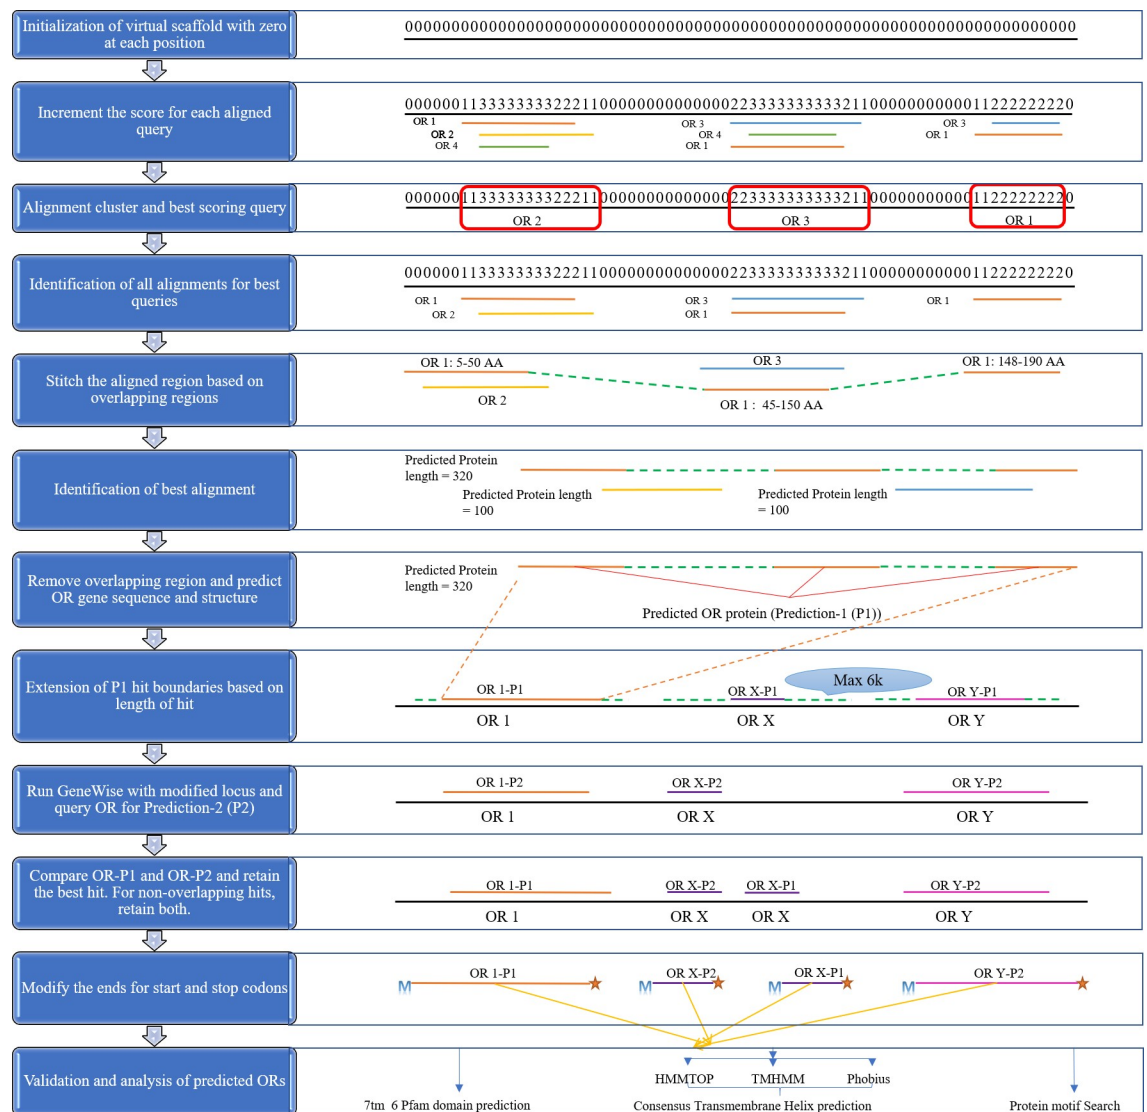 Initialization of virtual scaffold with zero
at each position
000000000000000000000000000000000000000000000000000000000000000000000000
Increment the score for each aligned
query
000000113333333322211000000000000002233333333332110000000000011222222220
OR 1
OR 3
OR 3
OR 2
OR 4
OR 1
OR 4
OR 1
Alignment cluster and best scoring query
000000113333333322211000000000000002233333333332110000000000011222222220
OR 2
OR 3
OR 1
Identification of all alignments for best
queries
000000113333333322211000000000000002233333333332110000000000011222222220
OR 1
OR 3
OR 1
OR 2
OR 1
Stitch the aligned region based on
overlapping regions
OR 1: 5-50 AA
OR 3
OR 1: 148-190 AA
OR 2
OR 1 : 45-150 AA
Identification of best alignment
Predicted Protein
length = 320
Predicted Protein length
= 100
Predicted Protein length
= 100
Remove overlapping region and predict
OR gene sequence and structure
Predicted Protein
length = 320
Predicted OR protein (Prediction-1 (P1))
Extension of P1 hit boundaries based on
length of hit
OR 1-P1
OR X-P1
Max 6k
OR Y-P1
OR 1
OR X
OR Y
Run GeneWise with modified locus and
query OR for Prediction-2 (P2)
OR 1-P2
OR X-P2
OR Y-P2
OR 1
OR X
OR Y
Compare OR-P1 and OR-P2 and retain
the best hit. For non-overlapping hits,
retain both.
OR 1-P1
OR X-P2
OR X-P1
OR Y-P2
OR 1
OR X
OR X
OR Y
Modify the ends for start and stop codons
OR 1-P1
OR X-P2
OR X-P1
OR Y-P2
M
M
M
M
Validation and analysis of predicted ORs
HMMTOP
TMHMM
Phobius
7tm_6 Pfam domain prediction
Consensus Transmembrane Helix prediction
Protein motif Search